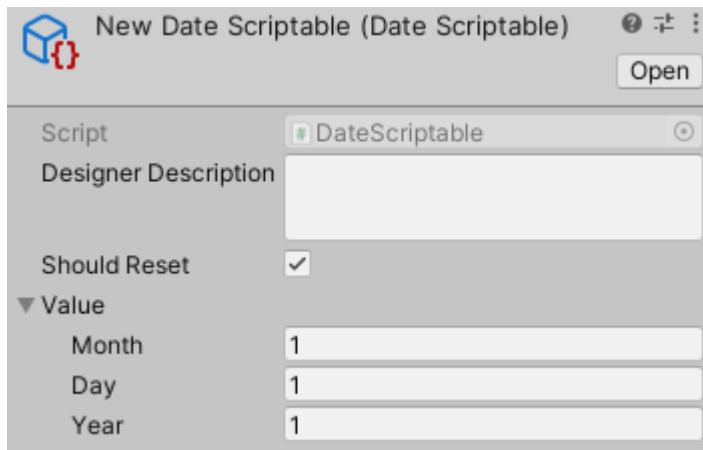 New Date Scriptable (Date Scriptable)
Open
Script # DateScriptable
Designer Description
Should Reset
Value
Month 1
Day 1
Year 1